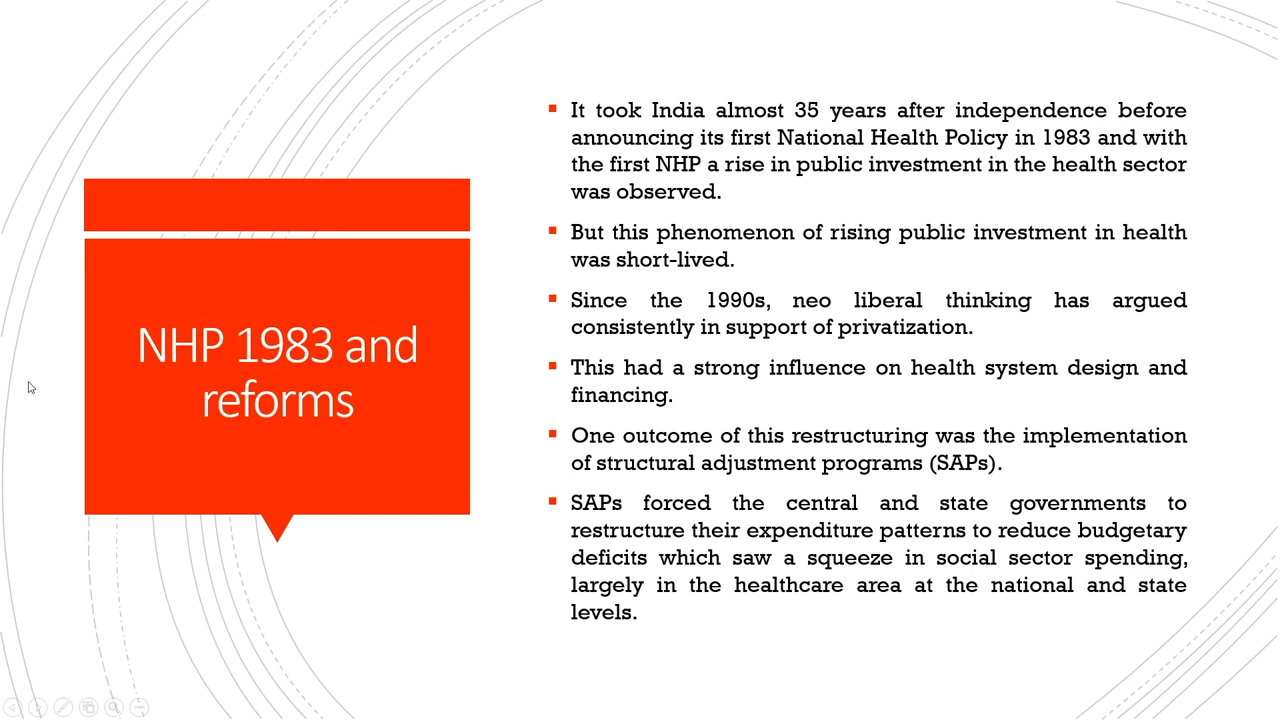 NHP 1983 and
reforms
It took India almost 35 years after independence before
announcing its first National Health Policy in 1983 and with
the first NHP a rise in public investment in the health sector
was observed.
But this phenomenon of rising public investment in health
was short-lived.
Since the 1990s, neo liberal thinking has argued
consistently in support of privatization.
This had a strong influence on health system design and
financing.
One outcome of this restructuring was the implementation
of structural adjustment programs (SAPs).
SAPs forced the central and state governments to
restructure their expenditure patterns to reduce budgetary
deficits which saw a squeeze in social sector spending,
largely in the healthcare area at the national and state
levels.